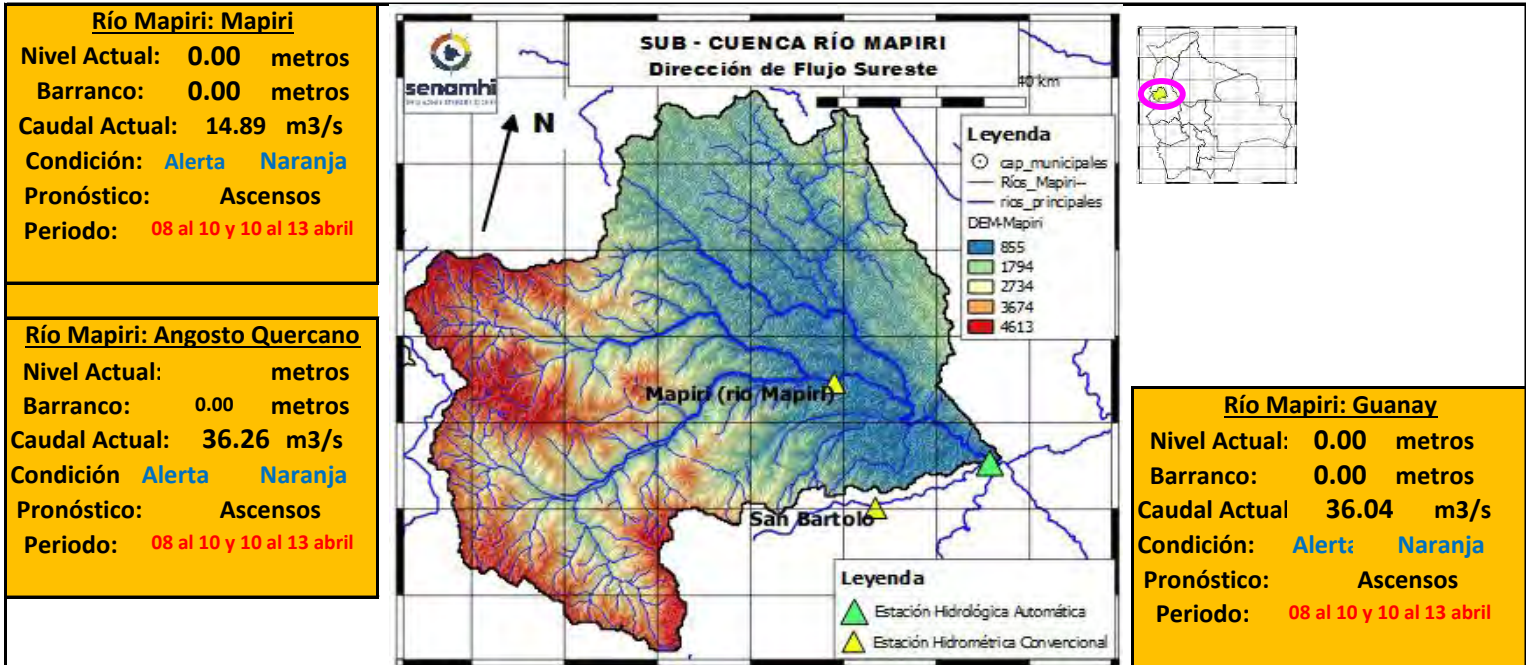 Río Mapiri: Mapiri
Nivel Actual: 0.00 metros
Barranco: 0.00 metros
Caudal Actual: 14.89 m3/s
Condición: Alerta Naranja
Pronóstico: Ascensos
Periodo: 08 al 10 y 10 al 13 abril
Río Mapiri: Angosto Quercano
Nivel Actual: metros
Barranco: 0.00 metros
Caudal Actual: 36.26 m3/s
Condición Alerta Naranja
Pronóstico: Ascensos
Periodo: 08 al 10 y 10 al 13 abril
senamhi
SUB - CUENCA RÍO MAPIRI
Dirección de Flujo Sureste
40 km
N
Leyenda
cap_municipales
Ríos_Mapiri--
rios_principales
DEM-Mapiri
855
1794
2734
3674
4613
Mapiri (rio Mapiri)
San Bartolo
Leyenda
Estación Hidrológica Automática
Estación Hidrométrica Convencional
Río Mapiri: Guanay
Nivel Actual: 0.00 metros
Barranco: 0.00 metros
Caudal Actual 36.04 m3/s
Condición: Alerta Naranja
Pronóstico: Ascensos
Periodo: 08 al 10 y 10 al 13 abril